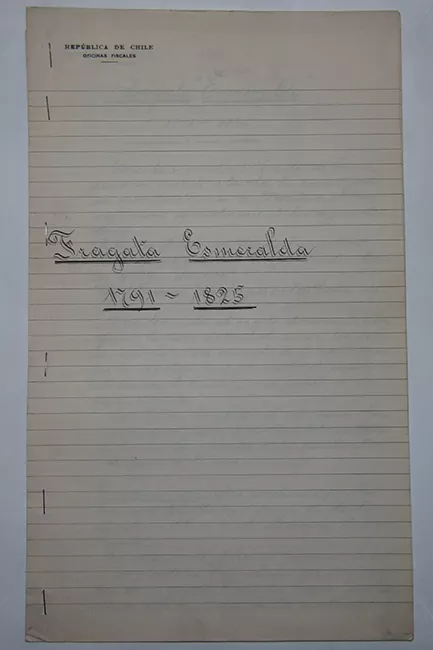 REPÚBLICA DE CHILE
OFICINAS FISCALES
Fragata Esmeralda
1791 = 1825